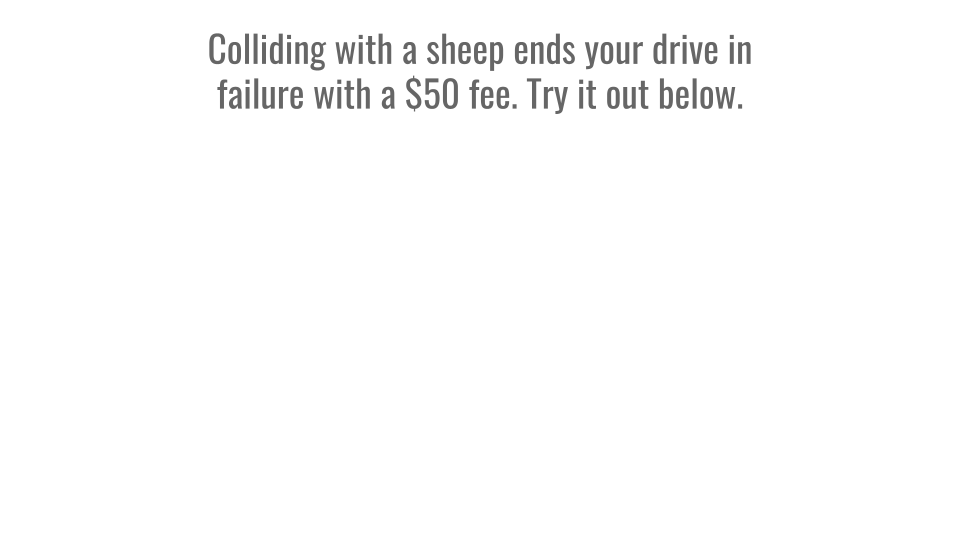 Colliding with a sheep ends your drive in
failure with a $50 fee. Try it out below.